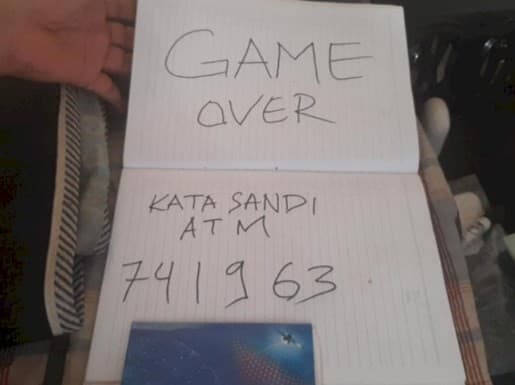 GAME
OVER
KATA SANDI
ATM
741963